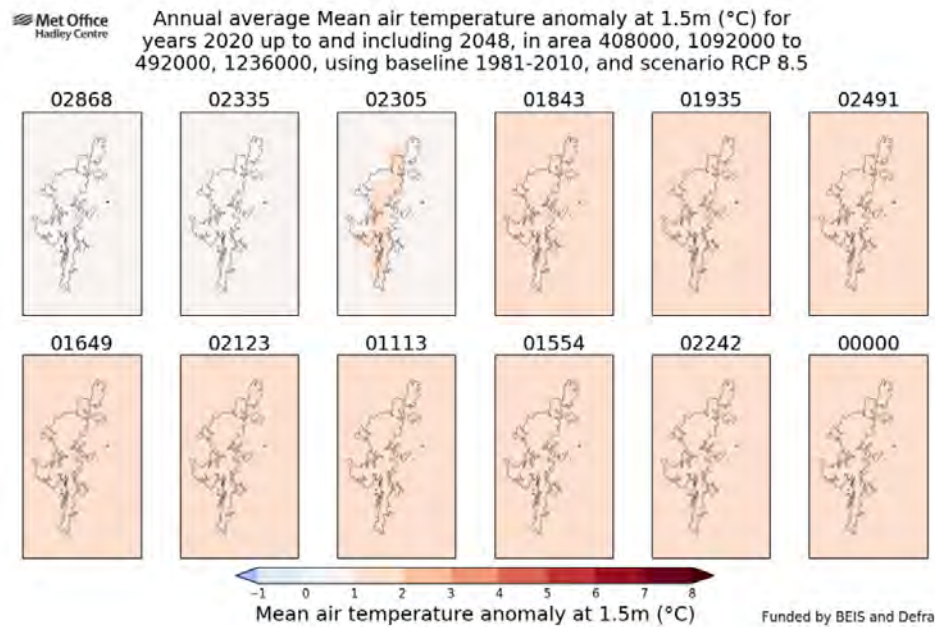 Met Office
Hadley Centre
Annual average Mean air temperature anomaly at 1.5m (°C) for
years 2020 up to and including 2048, in area 408000, 1092000 to
492000, 1236000, using baseline 1981-2010, and scenario RCP 8.5
02868 02335 02305 01843 01935 02491
01649 02123 01113 01554 02242 00000
−1 0 1 2 3 4 5 6 7 8
Mean air temperature anomaly at 1.5m (°C)
Funded by BEIS and Defra